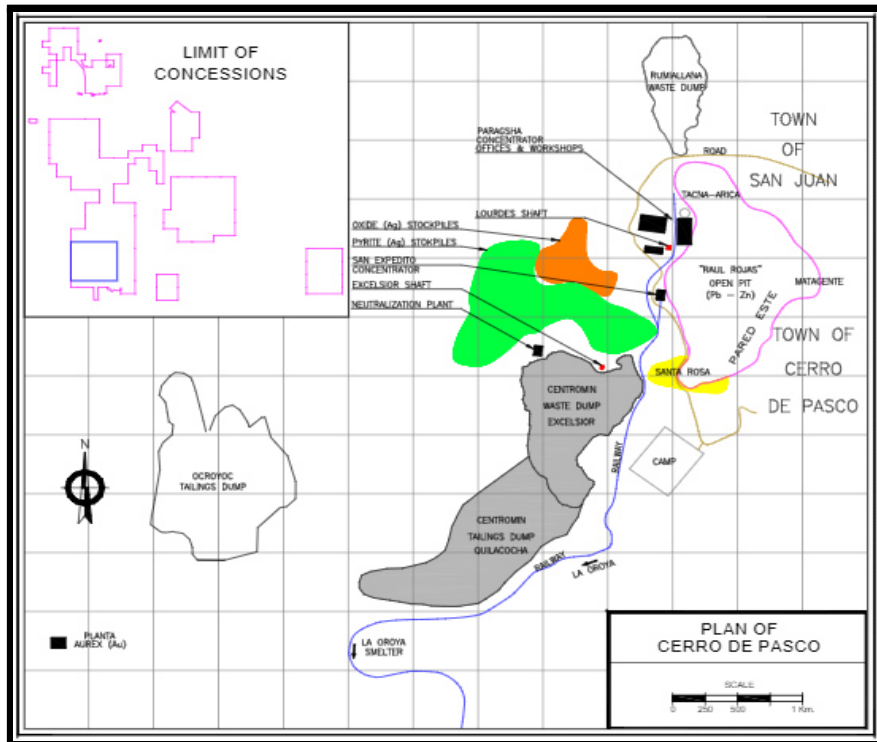 LIMIT OF
CONCESSIONS
RUMIALLANA
WASTE DUMP
TOWN
OF
SAN JUAN
PARAGSHA
CONCENTRATOR
OFFICES & WORKSHOPS
ROAD
TACNA-ARICA
LOURDES SHAFT
OXIDE (Ag) STOCKPILES
PYRITE (Ag) STOKPILES
SAN EXPEDITO
CONCENTRATOR
EXCELSIOR SHAFT
NEUTRALIZATION PLANT
"RAUL ROJAS"
OPEN PIT
(Pb – Zn)
MATAGENTE
PARED ESTE
TOWN OF
CERRO
DE PASCO
SANTA ROSA
CENTROMIN
WASTE DUMP
EXCELSIOR
RAILWAY
CAMP
N
OCROYOC
TAILINGS DUMP
CENTROMIN
TAILINGS DUMP
QUILACOCHA
RAILWAY
LA OROYA
PLANTA
AUREX (Au)
LA OROYA
SMELTER
PLAN OF
CERRO DE PASCO
SCALE
0 250 500 1 Km.